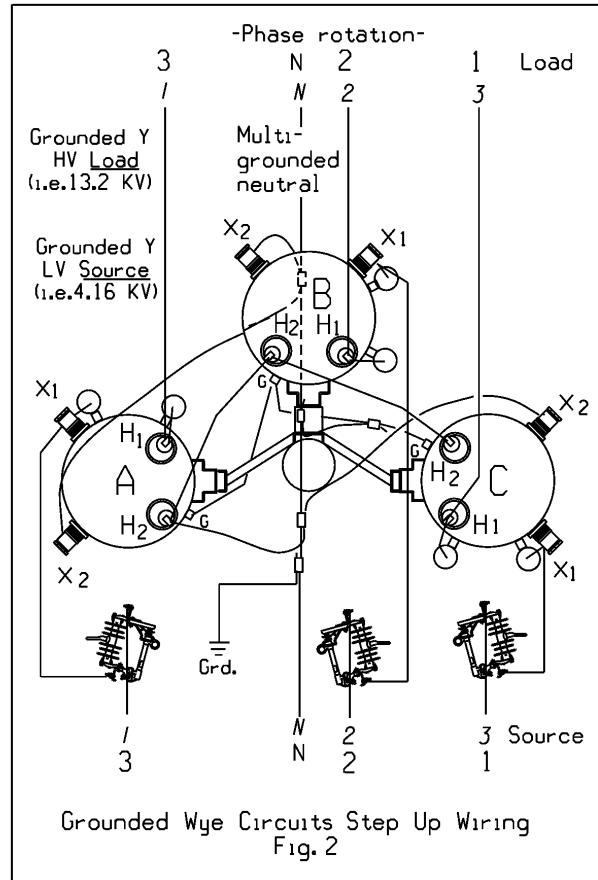 -Phase rotation-
3 N 2 1 Load
1 N 2 3
Grounded Y
HV Load
(i.e.13.2 KV)
Multi-
grounded
neutral
Grounded Y
LV Source
(i.e.4.16 KV)
X2
X1
B
H2 H1
G
X1
H1
A
H2
G
X2
X2
G
H2
C
H1
X1
Grd.
1 N 2 3 Source
3 N 2 1
Grounded Wye Circuits Step Up Wiring
Fig. 2